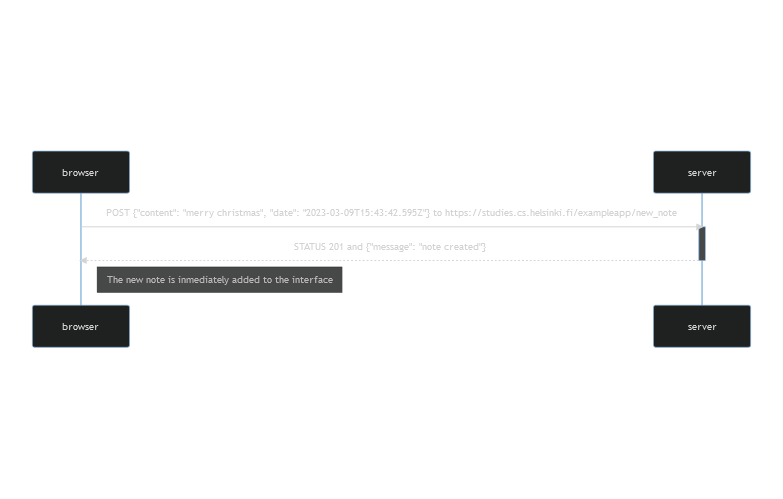 browser
server
POST {"content": "merry christmas", "date": "2023-03-09T15:43:42.595Z"} to https://studies.cs.helsinki.fi/exampleapp/new_note
STATUS 201 and {"message": "note created"}
The new note is inmediately added to the interface
browser
server